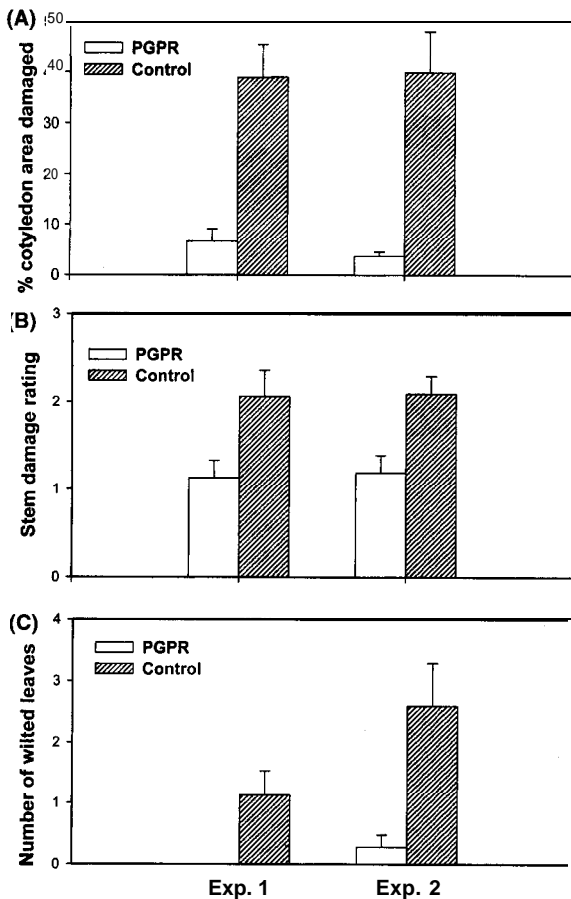 (A)
50
PGPR
Control
40
30
20
10
0
% cotyledon area damaged
(B)
3
PGPR
Control
2
1
0
Stem damage rating
(C)
4
PGPR
Control
3
2
1
0
Number of wilted leaves
Exp. 1 Exp. 2